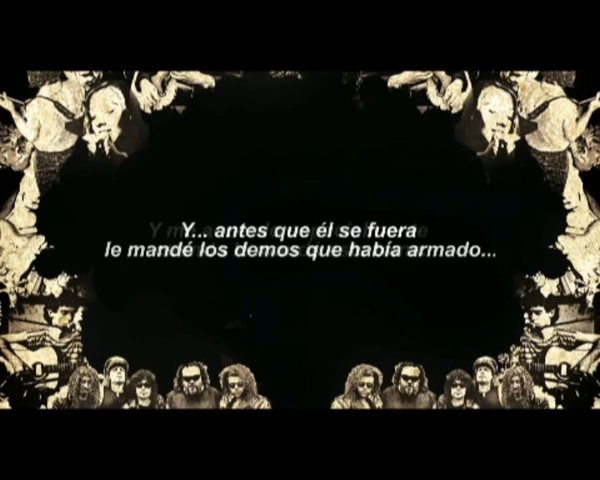 Y... antes que él se fuera
le mandé los demos que había armado...